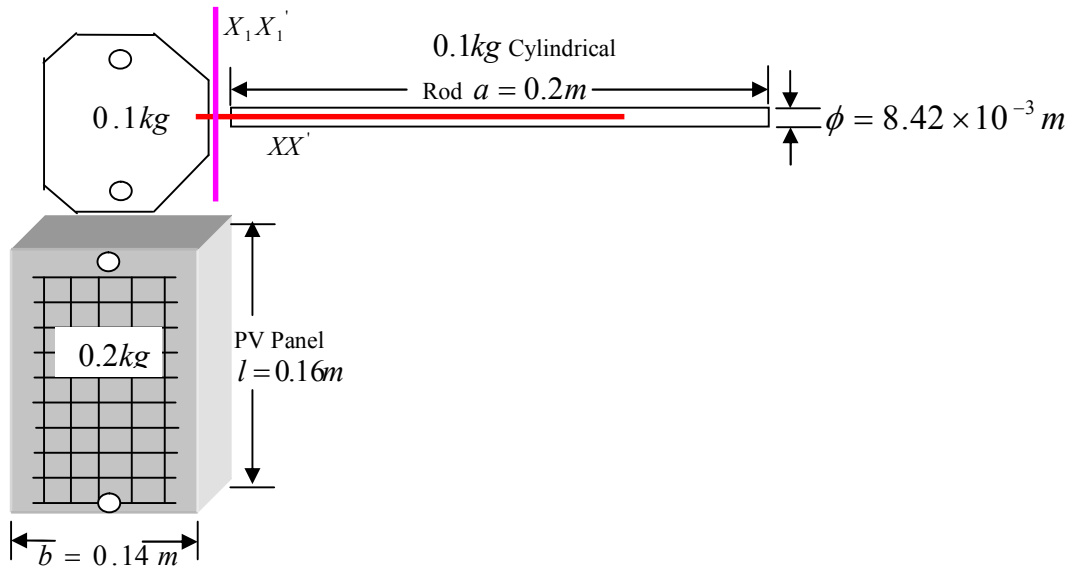 X₁X₁'
0.1kg Cylindrical
Rod a = 0.2m
0.1kg
XX'
ϕ = 8.42 × 10⁻³ m
0.2kg
PV Panel
l = 0.16m
b = 0.14 m